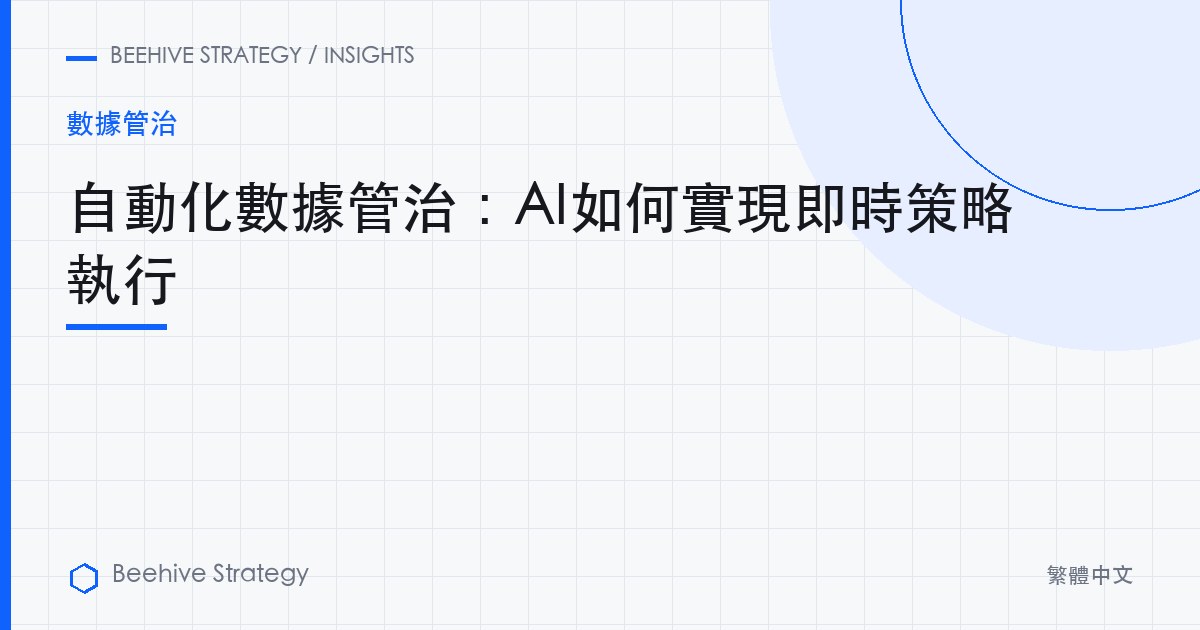 BEEHIVE STRATEGY / INSIGHTS
數據管治
自動化數據管治：AI如何實現即時策略
執行
Beehive Strategy
繁體中文